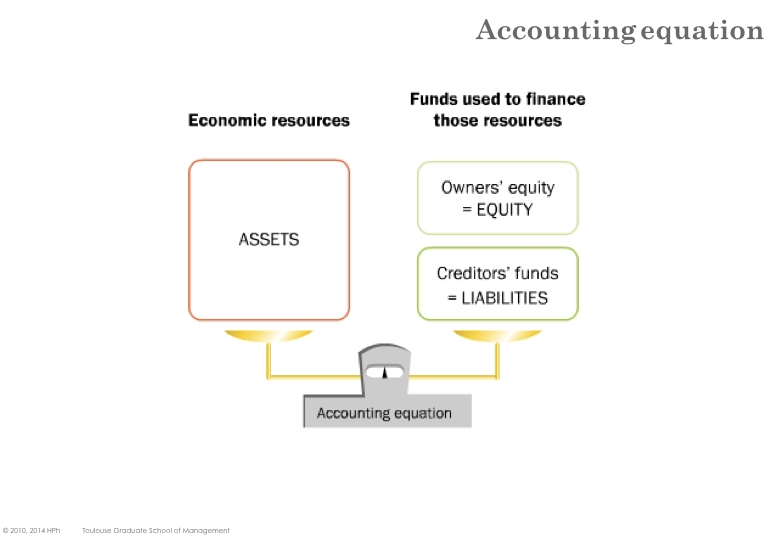 Accounting equation
Economic resources
Funds used to finance
those resources
ASSETS
Owners’ equity
= EQUITY
Creditors’ funds
= LIABILITIES
Accounting equation
© 2010, 2014 HPh Toulouse Graduate School of Management